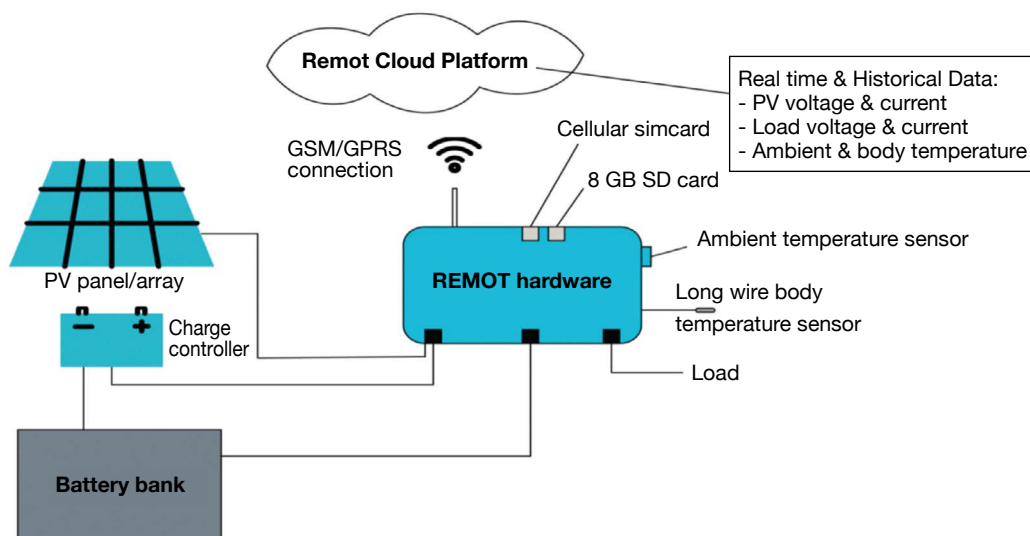 Remot Cloud Platform
Real time & Historical Data:
- PV voltage & current
- Load voltage & current
- Ambient & body temperature
GSM/GPRS
connection
Cellular simcard
8 GB SD card
PV panel/array
REMOT hardware
Ambient temperature sensor
Long wire body
temperature sensor
Charge
controller
Load
Battery bank